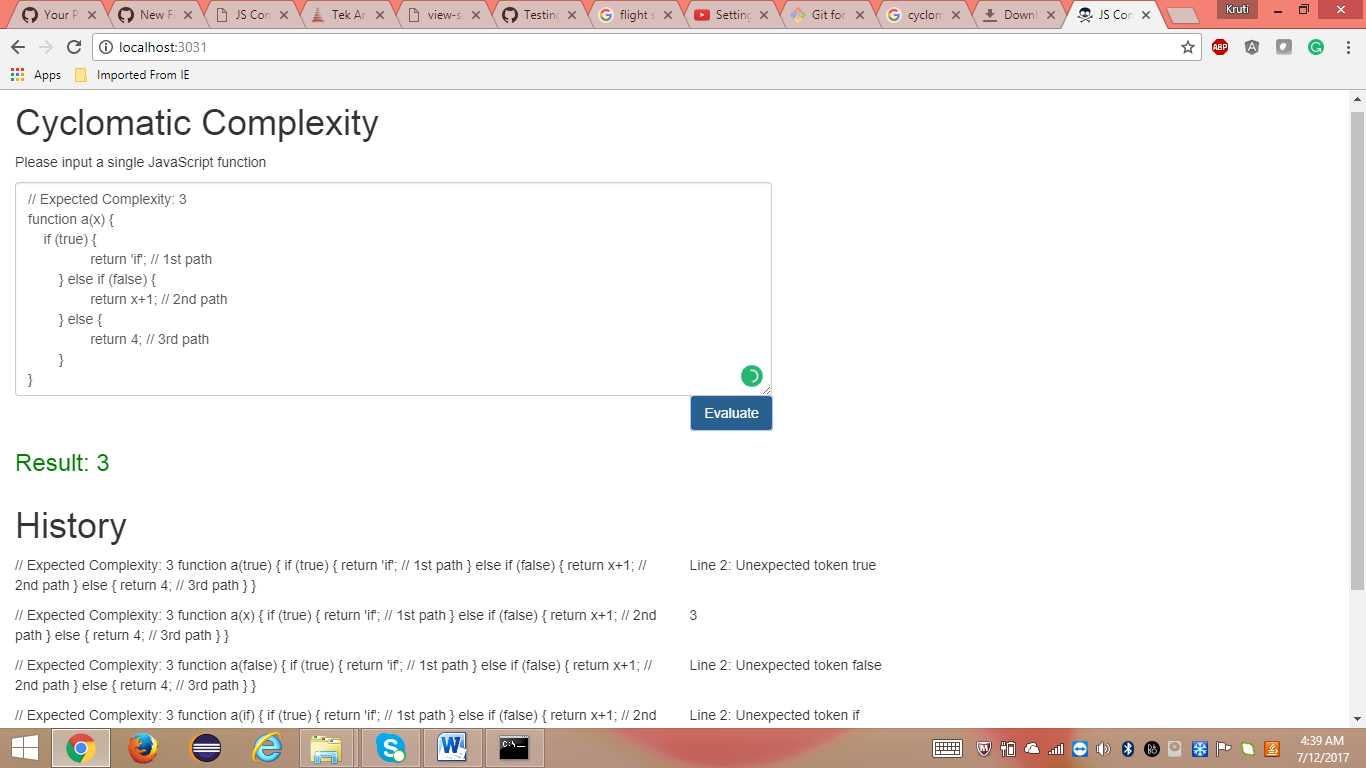 Your P
New F
JS Con
Tek Ar
view-s
Testing
flight s
Setting
Git for
cyclom
Downl
JS Con
Kruti
localhost:3031
ABP
Apps
Imported From IE
Cyclomatic Complexity
Please input a single JavaScript function
// Expected Complexity: 3
function a(x) {
if (true) {
return 'if'; // 1st path
} else if (false) {
return x+1; // 2nd path
} else {
return 4; // 3rd path
}
}
Evaluate
Result: 3
History
// Expected Complexity: 3 function a(true) { if (true) { return 'if'; // 1st path } else if (false) { return x+1; //
2nd path } else { return 4; // 3rd path } }
Line 2: Unexpected token true
// Expected Complexity: 3 function a(x) { if (true) { return 'if'; // 1st path } else if (false) { return x+1; // 2nd
path } else { return 4; // 3rd path } }
3
// Expected Complexity: 3 function a(false) { if (true) { return 'if'; // 1st path } else if (false) { return x+1; //
2nd path } else { return 4; // 3rd path } }
Line 2: Unexpected token false
// Expected Complexity: 3 function a(if) { if (true) { return 'if'; // 1st path } else if (false) { return x+1; // 2nd
Line 2: Unexpected token if
4:39 AM
7/12/2017